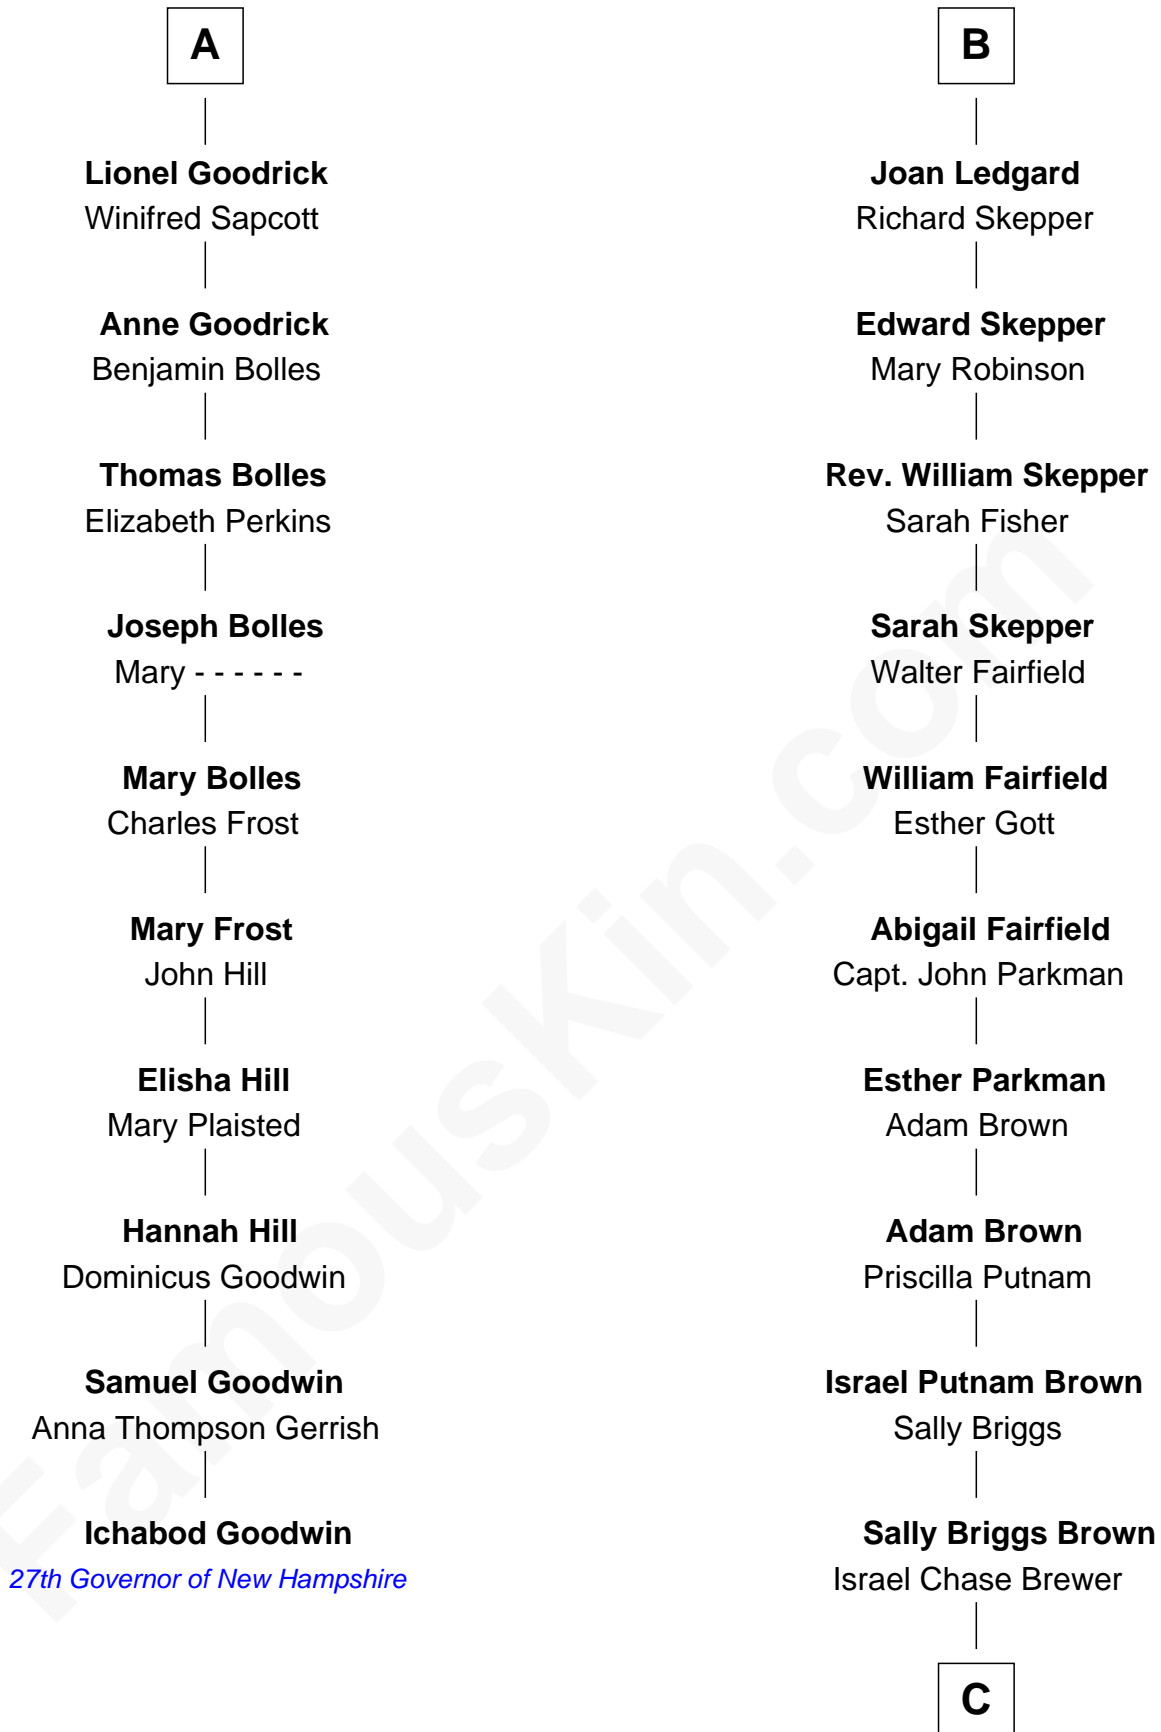 A
Lionel Goodrick
Winifred Sapcott
Anne Goodrick
Benjamin Bolles
Thomas Bolles
Elizabeth Perkins
Joseph Bolles
Mary - - - - - -
Mary Bolles
Charles Frost
Mary Frost
John Hill
Elisha Hill
Mary Plaisted
Hannah Hill
Dominicus Goodwin
Samuel Goodwin
Anna Thompson Gerrish
Ichabod Goodwin
27th Governor of New Hampshire
B
Joan Ledgard
Richard Skepper
Edward Skepper
Mary Robinson
Rev. William Skepper
Sarah Fisher
Sarah Skepper
Walter Fairfield
William Fairfield
Esther Gott
Abigail Fairfield
Capt. John Parkman
Esther Parkman
Adam Brown
Adam Brown
Priscilla Putnam
Israel Putnam Brown
Sally Briggs
Sally Briggs Brown
Israel Chase Brewer
C
FamousKin.com